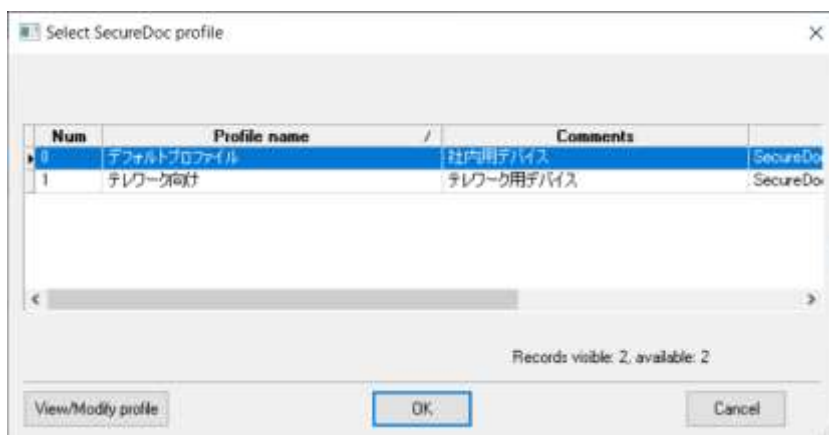 Select SecureDoc profile
Num Profile name / Comments
0 デフォルトプロファイル 社内用デバイス SecureDo
1 テレワーク向け テレワーク用デバイス SecureDo
Records visible: 2, available: 2
View/Modify profile OK Cancel